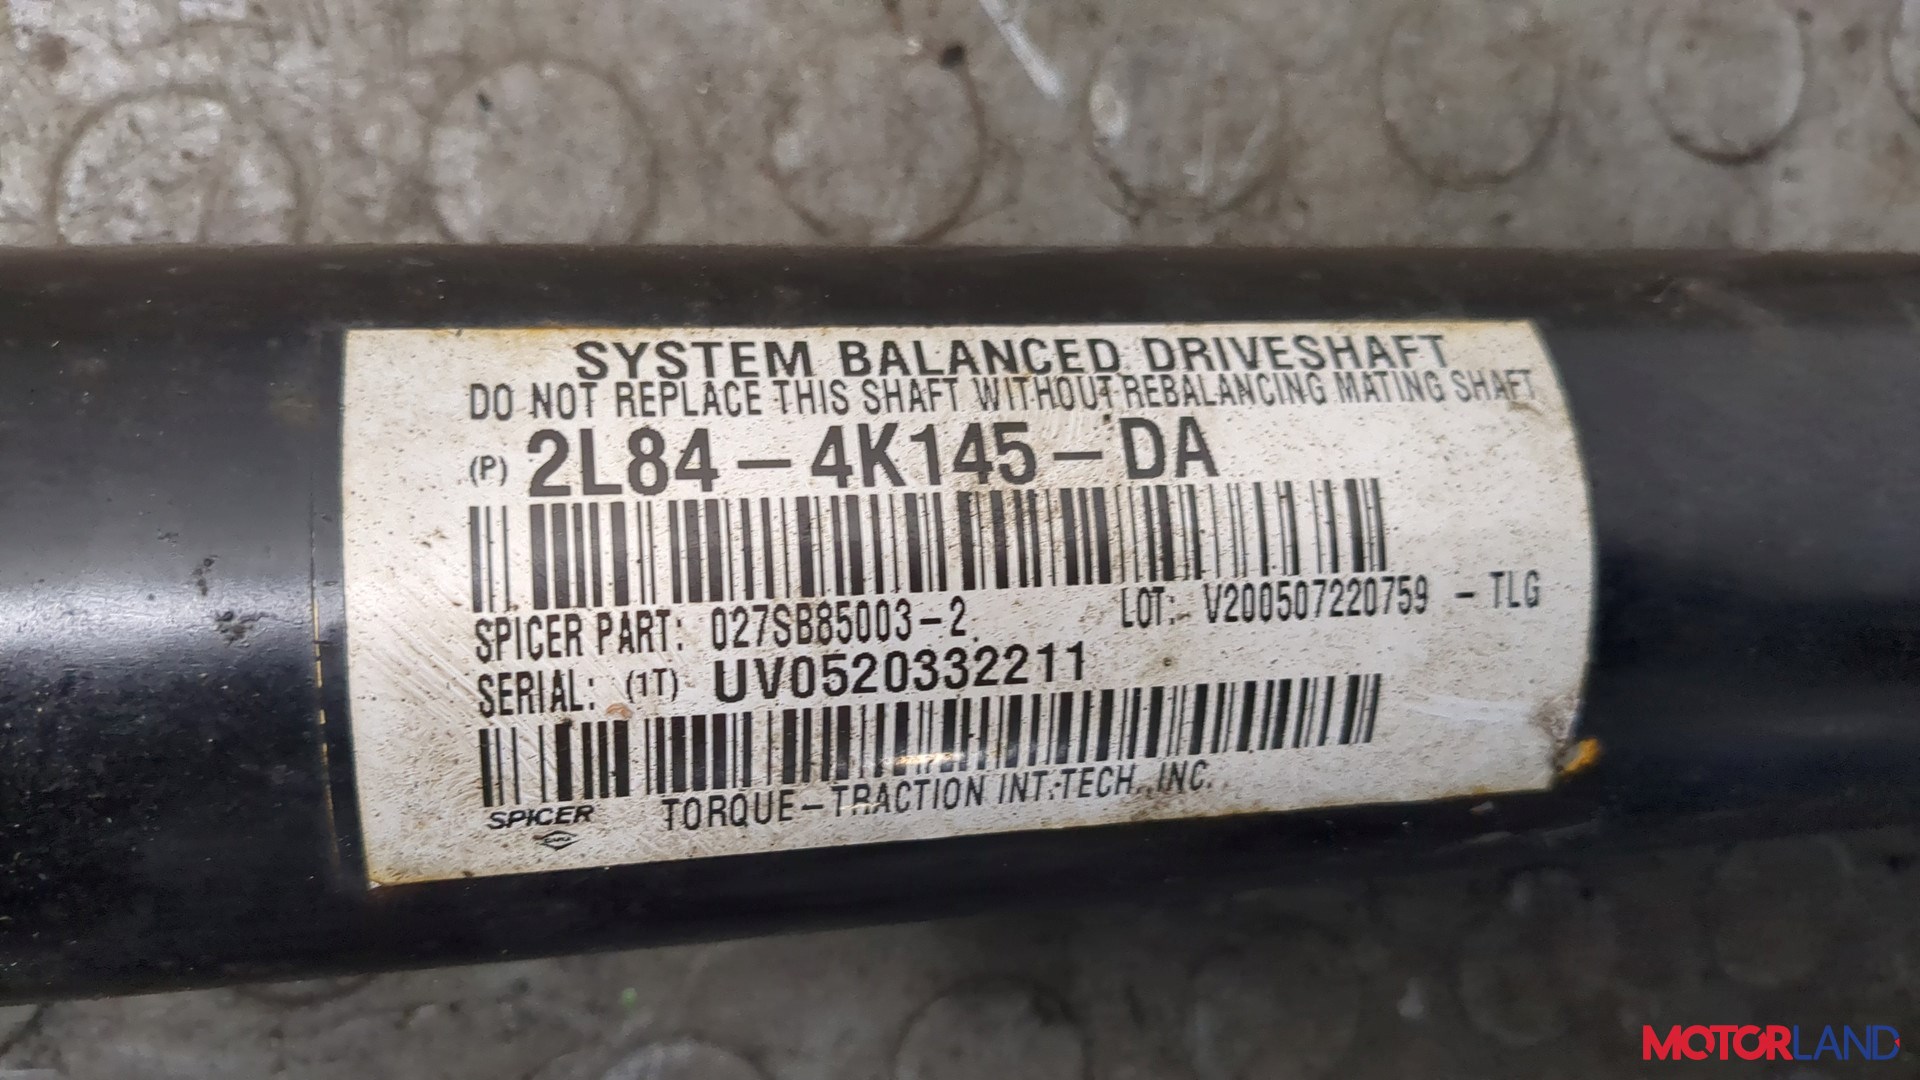 SYSTEM BALANCED DRIVESHAFT
DO NOT REPLACE THIS SHAFT WITHOUT REBALANCING MATING SHAFT
(P) 2L84-4K145-DA
SPICER PART: 027SB85003-2 LOT: V200507220759 - TLG
SERIAL: (1T) UV0520332211
SPICER TORQUE-TRACTION INT. TECH. INC.
MOTORLAND